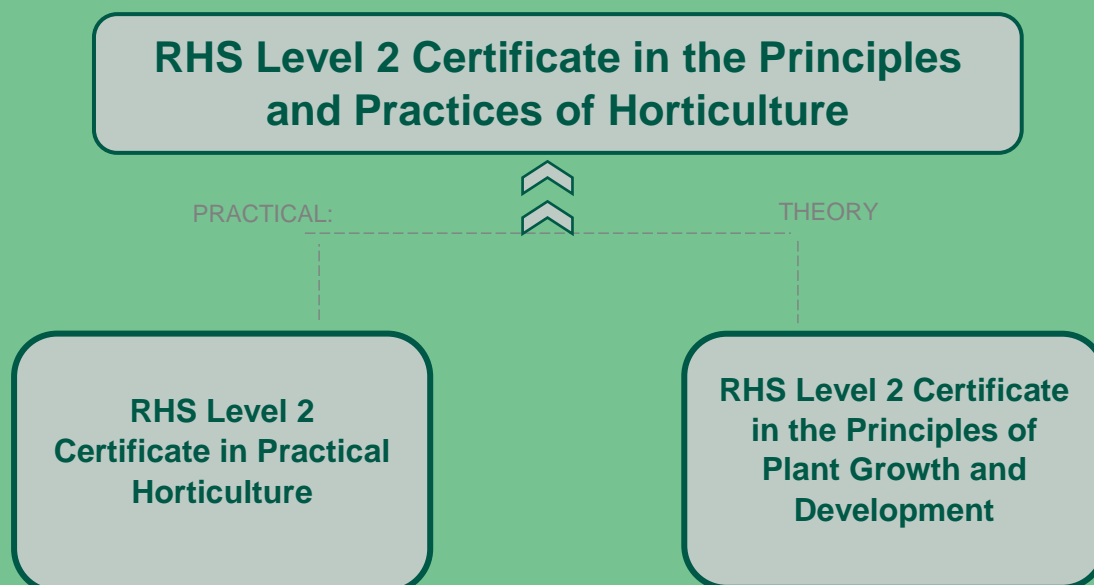 RHS Level 2 Certificate in the Principles
and Practices of Horticulture
PRACTICAL:
THEORY
RHS Level 2
Certificate in Practical
Horticulture
RHS Level 2 Certificate
in the Principles of
Plant Growth and
Development